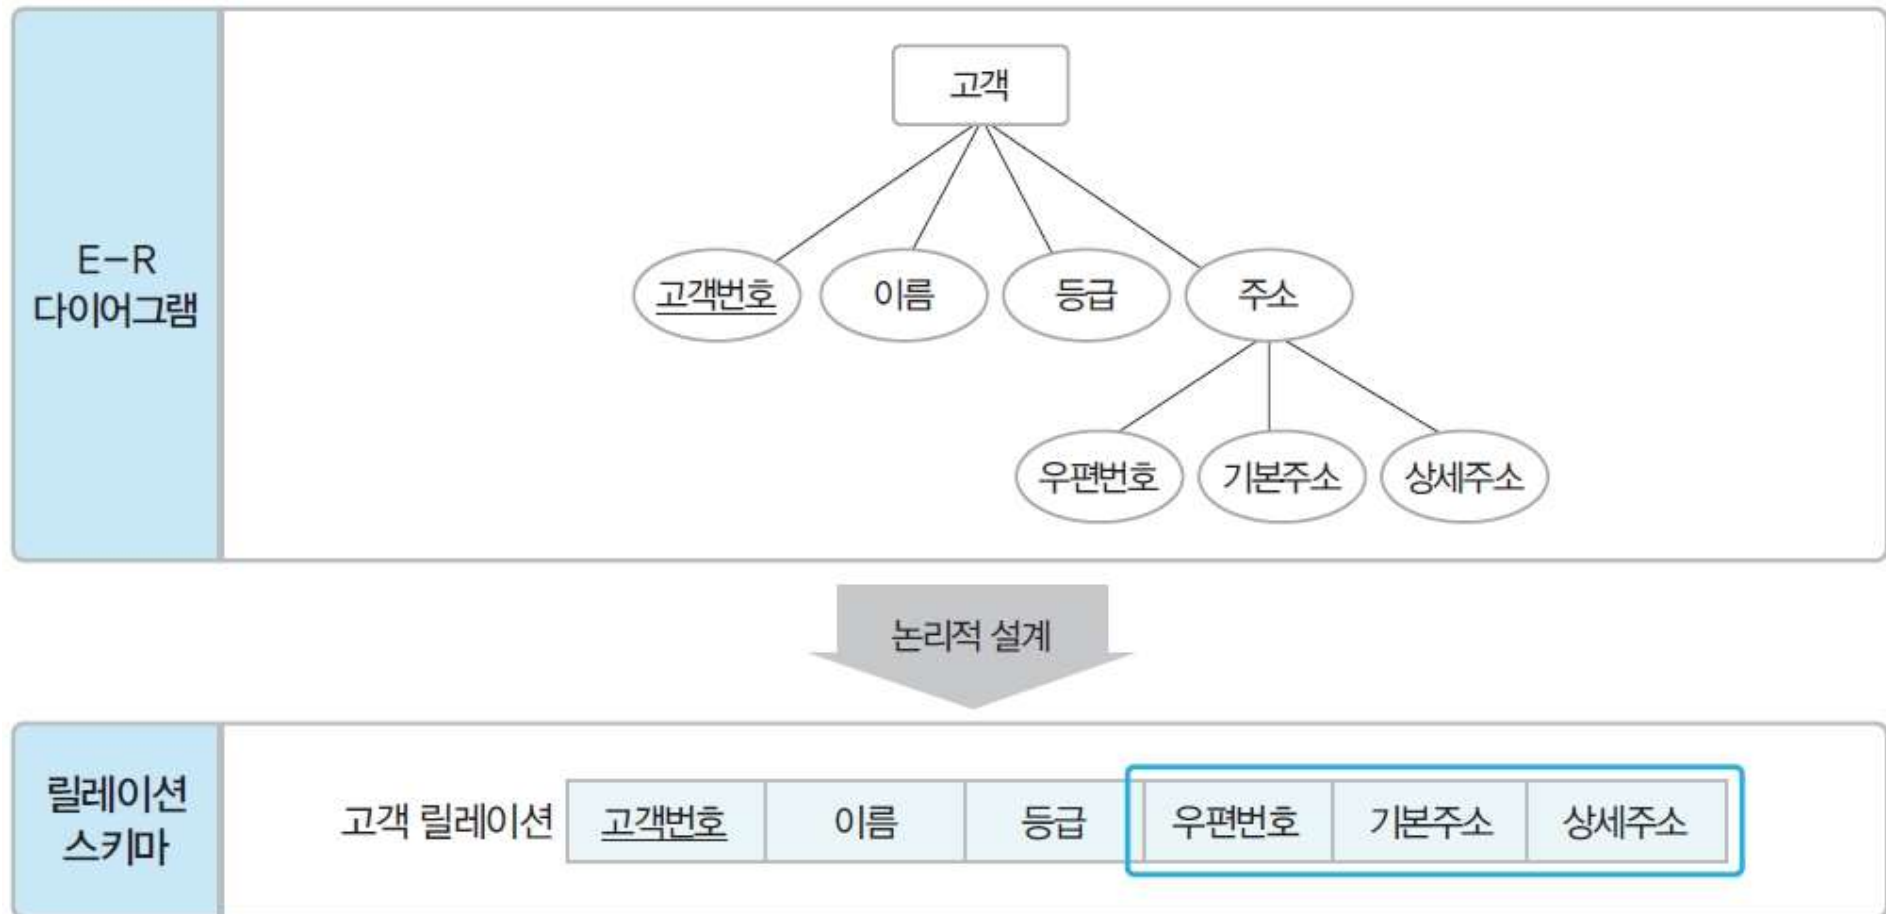 E-R
다이어그램
고객
고객번호
이름
등급
주소
우편번호
기본주소
상세주소
논리적 설계
릴레이션
스키마
고객 릴레이션
고객번호
이름
등급
우편번호
기본주소
상세주소